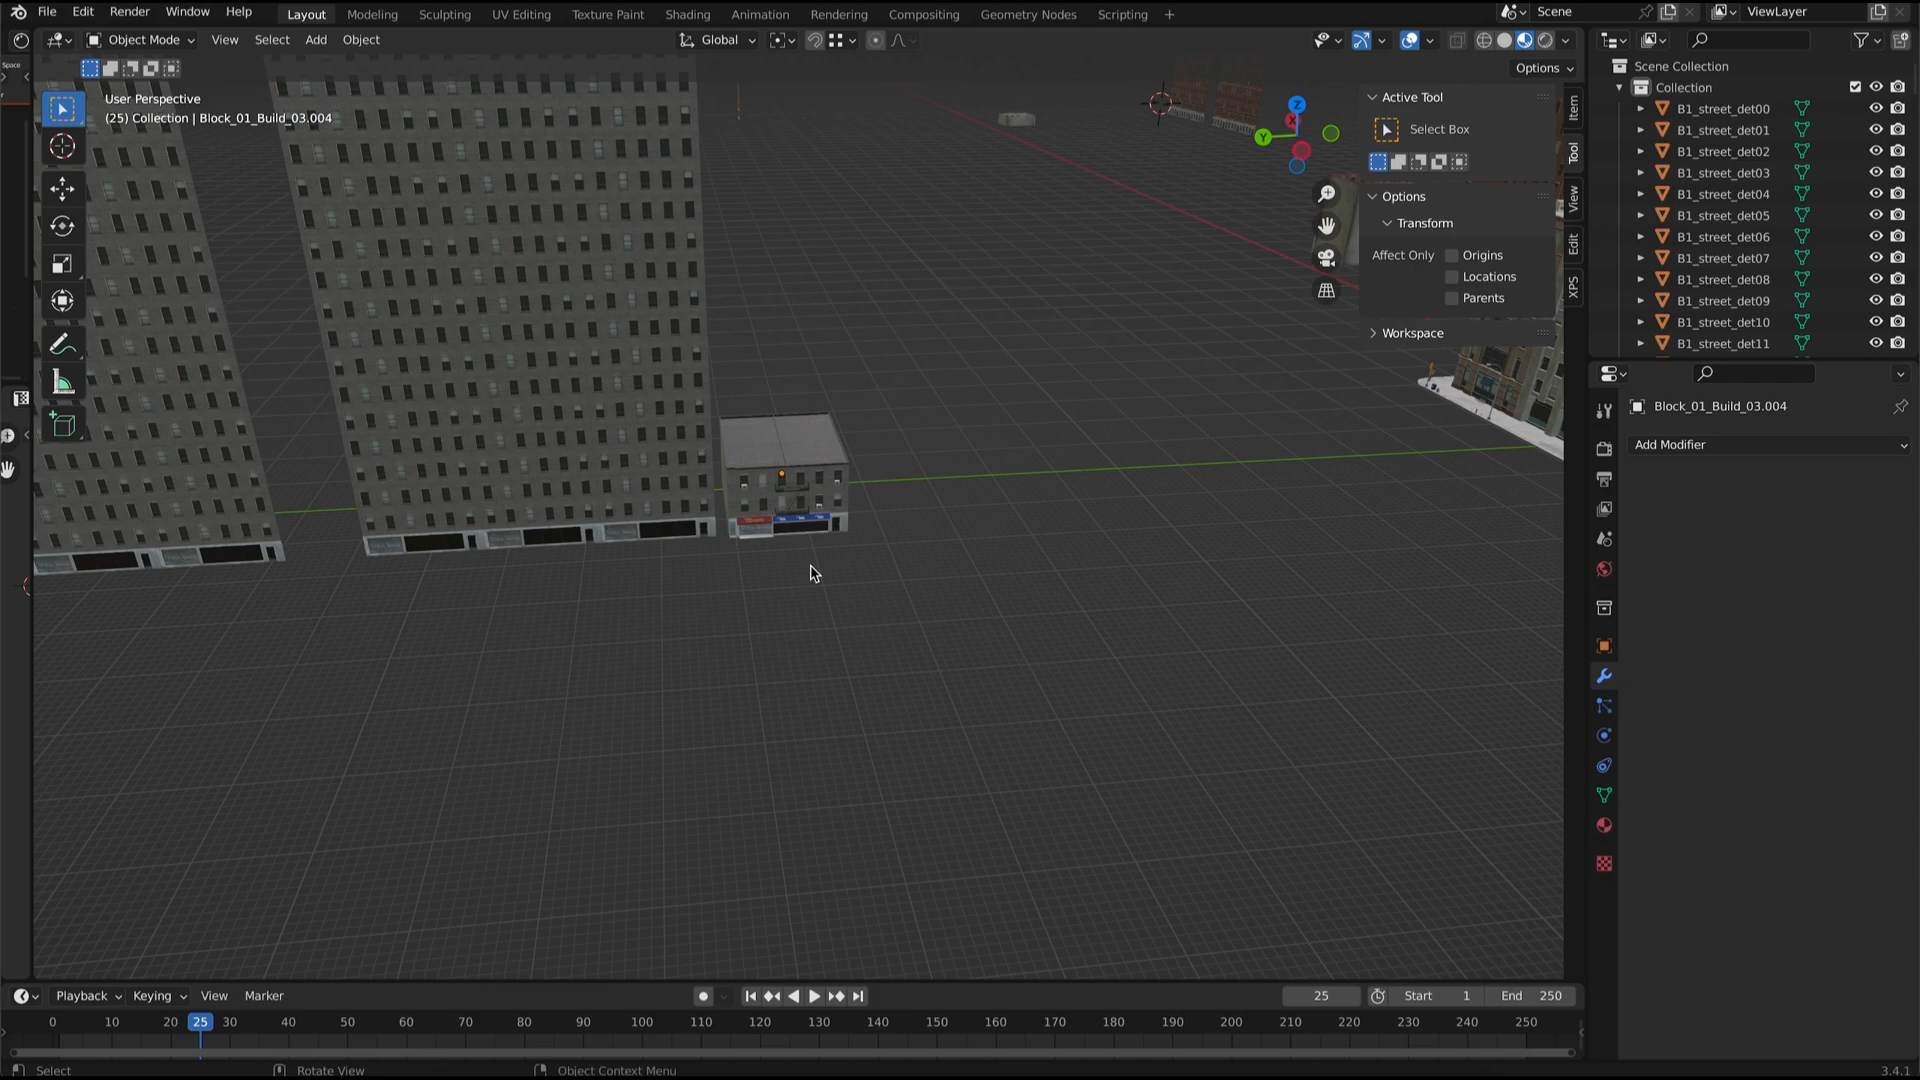 File Edit Render Window Help Layout Modeling Sculpting UV Editing Texture Paint Shading Animation Rendering Compositing Geometry Nodes Scripting + Scene ViewLayer
Object Mode View Select Add Object Global
Options
User Perspective
(25) Collection | Block_01_Build_03.004
Space
Z
X
Y
Active Tool
Select Box
Options
Transform
Affect Only Origins
Locations
Parents
Workspace
Item
Tool
View
Edit
XPS
Scene Collection
Collection
B1_street_det00
B1_street_det01
B1_street_det02
B1_street_det03
B1_street_det04
B1_street_det05
B1_street_det06
B1_street_det07
B1_street_det08
B1_street_det09
B1_street_det10
B1_street_det11
Block_01_Build_03.004
Add Modifier
Playback Keying View Marker 25 Start 1 End 250
0 10 20 25 30 40 50 60 70 80 90 100 110 120 130 140 150 160 170 180 190 200 210 220 230 240 250
Select Rotate View Object Context Menu 3.4.1